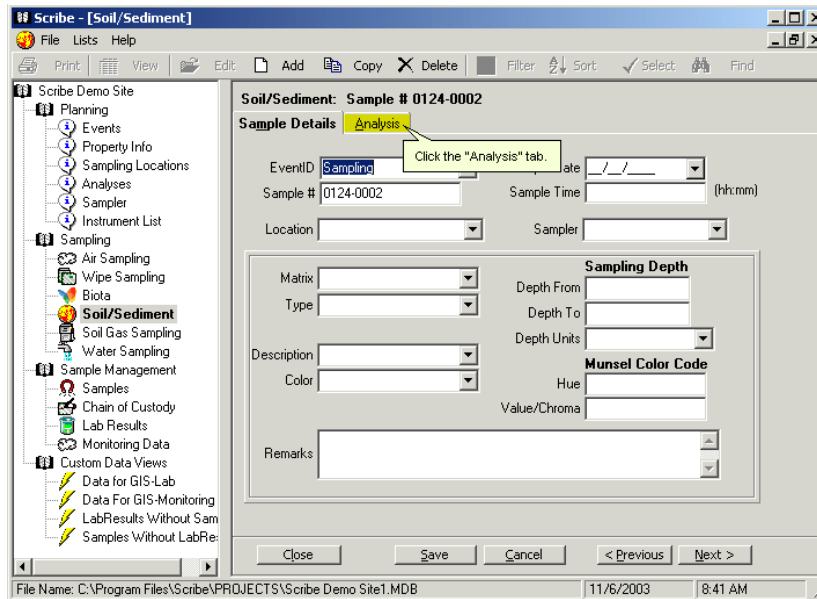 Scribe - [Soil/Sediment]
File Lists Help
Print View Edit Add Copy Delete Filter Sort Select Find
Scribe Demo Site
Planning
Events
Property Info
Sampling Locations
Analyses
Sampler
Instrument List
Sampling
Air Sampling
Wipe Sampling
Biota
Soil/Sediment
Soil Gas Sampling
Water Sampling
Sample Management
Samples
Chain of Custody
Lab Results
Monitoring Data
Custom Data Views
Data for GIS-Lab
Data For GIS-Monitoring
LabResults Without Sam
Samples Without LabRe
Soil/Sediment: Sample # 0124-0002
Sample Details Analysis
Click the "Analysis" tab.
EventID Sampling ate _/_/___
Sample # 0124-0002 Sample Time (hh:mm)
Location Sampler
Sampling Depth
Matrix Depth From
Type Depth To
Depth Units
Description Munsel Color Code
Color Hue
Value/Chroma
Remarks
Close Save Cancel < Previous Next >
File Name: C:\Program Files\Scribe\PROJECTS\Scribe Demo Site1.MDB 11/6/2003 8:41 AM